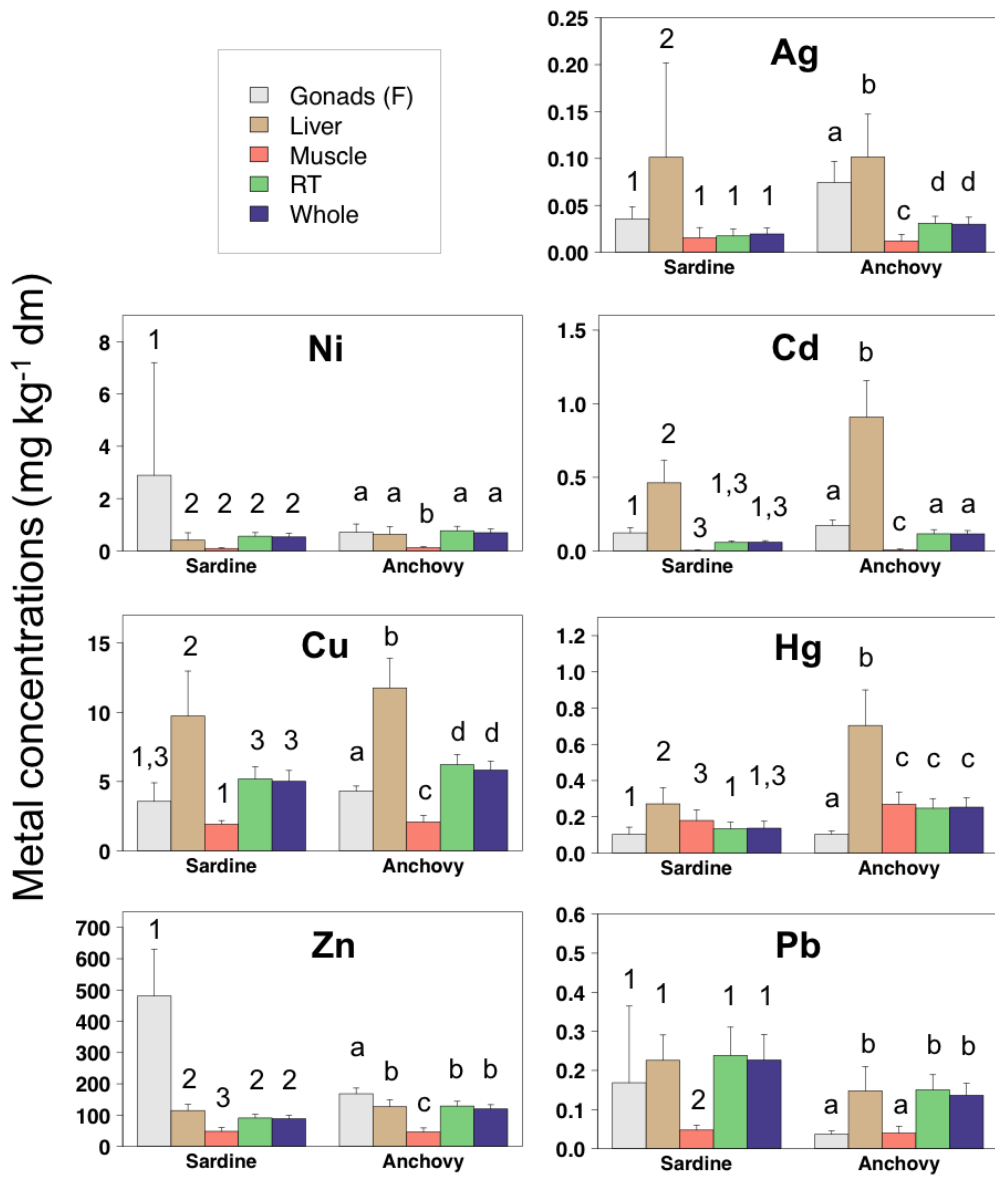 Metal concentrations (mg kg-1 dm)
Gonads (F)
Liver
Muscle
RT
Whole
Ag
0.25
0.20
0.15
0.10
0.05
0.00
1 2 1 1 1 a b c d d
Sardine Anchovy
Ni
8
6
4
2
0
1 2 2 2 2 a a b a a
Sardine Anchovy
Cd
1.5
1.0
0.5
0.0
1 2 3 1,3 1,3 a b c a a
Sardine Anchovy
Cu
15
10
5
0
1,3 2 1 3 3 a b c d d
Sardine Anchovy
Hg
1.2
1.0
0.8
0.6
0.4
0.2
0.0
1 2 3 1 1,3 a b c c c
Sardine Anchovy
Zn
700
600
500
400
300
200
100
0
1 2 3 2 2 a b c b b
Sardine Anchovy
Pb
0.6
0.5
0.4
0.3
0.2
0.1
0.0
1 1 2 1 1 a b a b b
Sardine Anchovy